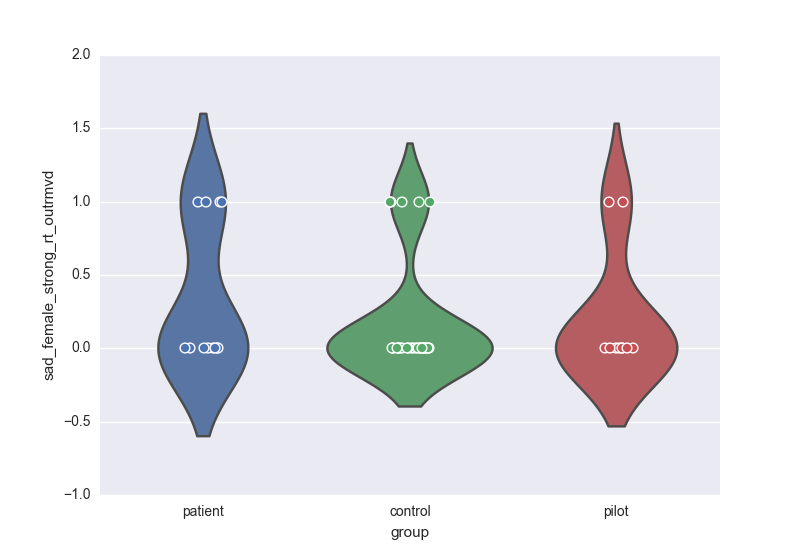 2.0
1.5
1.0
0.5
0.0
−0.5
−1.0
sad_female_strong_rt_outrmvd
patient
control
pilot
group